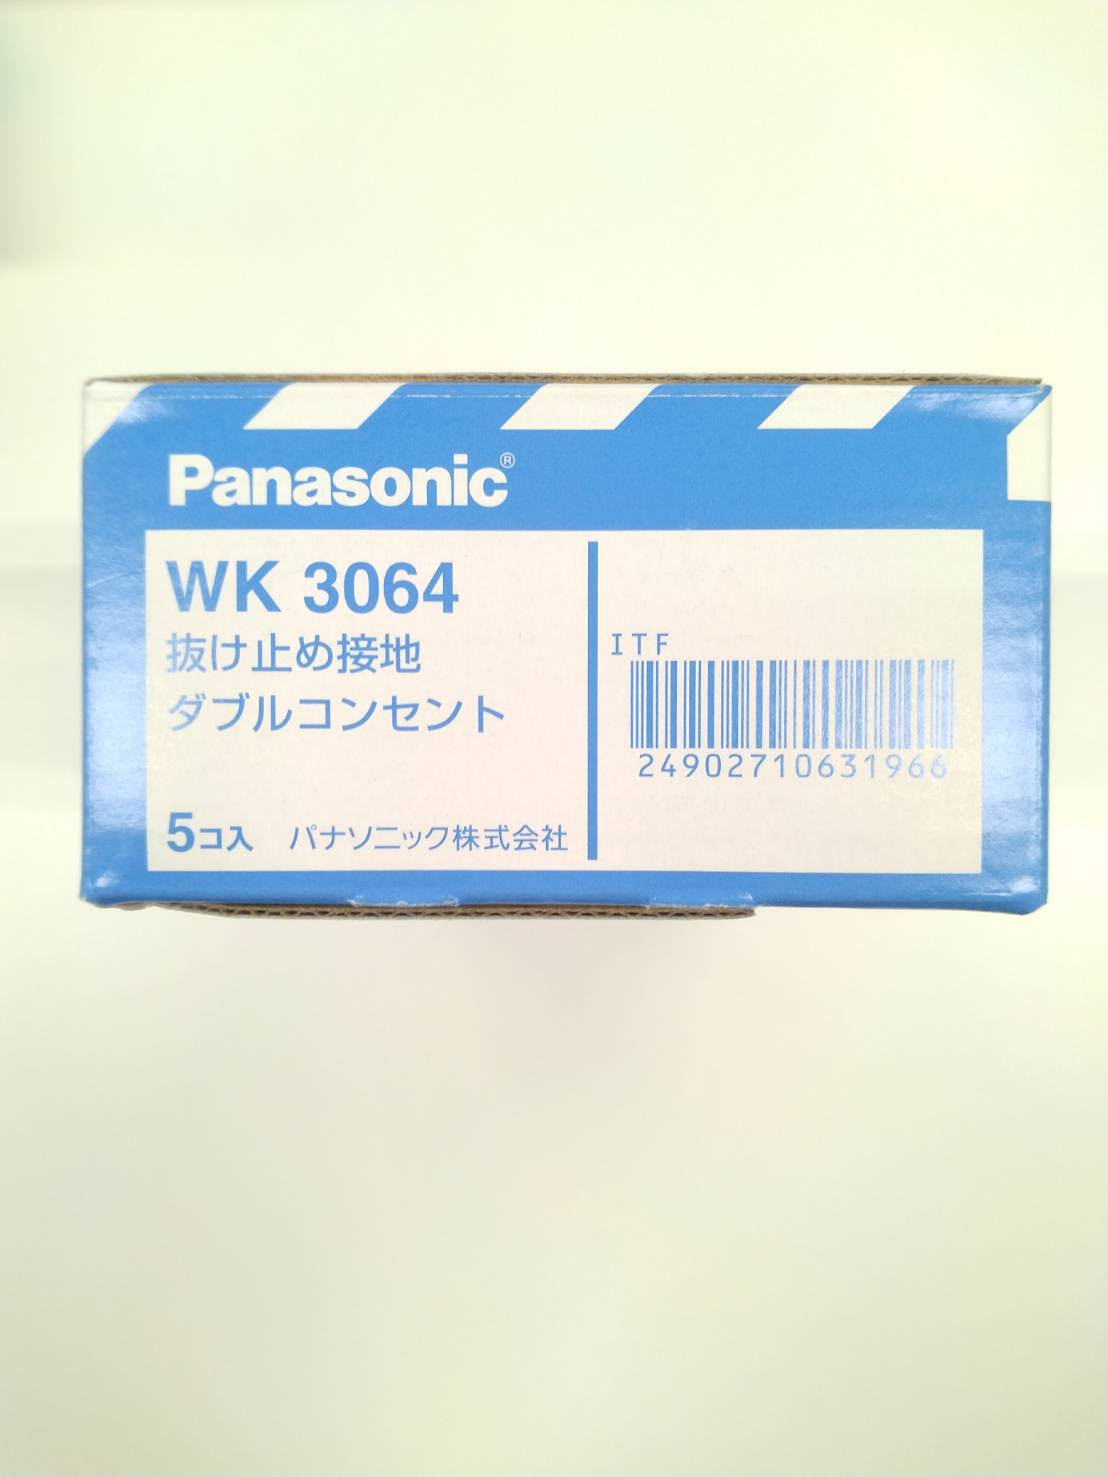 Panasonic®
WK 3064
抜け止め接地
ダブルコンセント
5コ入 パナソニック株式会社
ITF
24902710631966